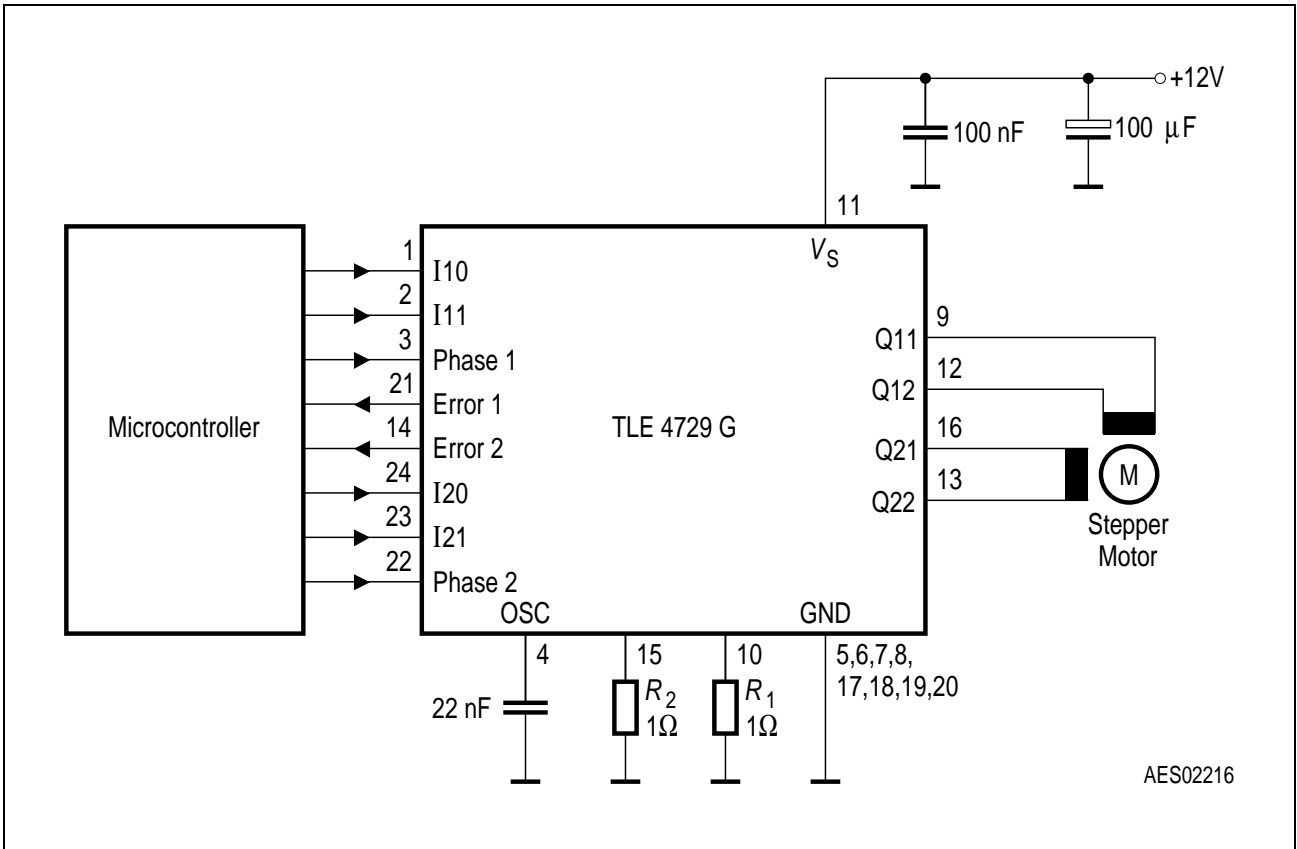 +12V
100 nF
100 µF
11
V_S
1
I10
2
I11
3
Phase 1
21
Error 1
14
Error 2
24
I20
23
I21
22
Phase 2
Microcontroller
TLE 4729 G
9
Q11
12
Q12
16
Q21
13
Q22
M
Stepper
Motor
OSC
GND
4
15
10
5,6,7,8,
17,18,19,20
22 nF
R_2
1Ω
R_1
1Ω
AES02216